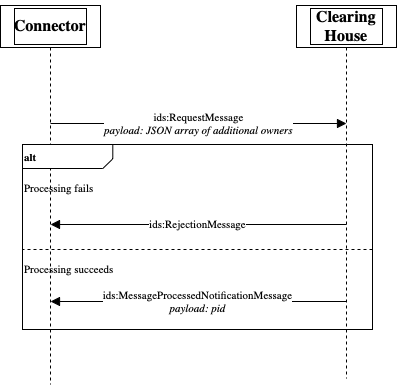 Connector
Clearing
House
ids:RequestMessage
payload: JSON array of additional owners
alt
Processing fails
ids:RejectionMessage
Processing succeeds
ids:MessageProcessedNotificationMessage
payload: pid